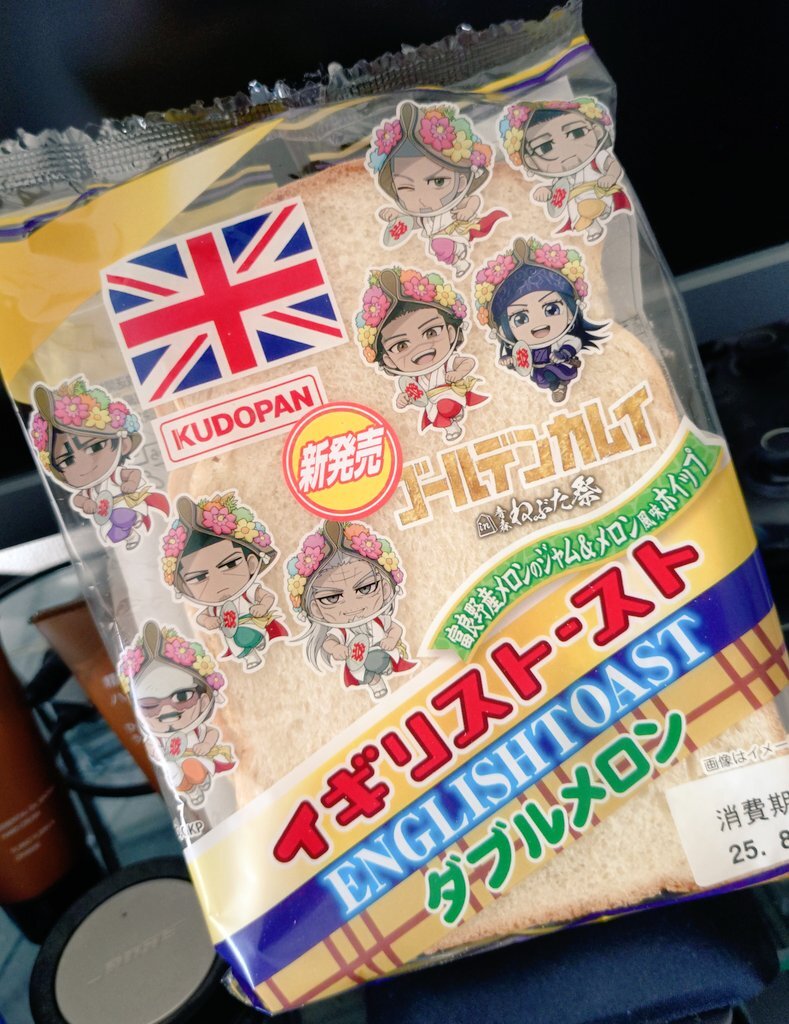 KUDOPAN
新発売
ゴールデンカムイ
in 青森ねぶた祭
富良野産メロンのジャム&メロン風味ホイップ
イギリストースト
ENGLISHTOAST
ダブルメロン
画像はイメー
消費期
25. 8
BOSE